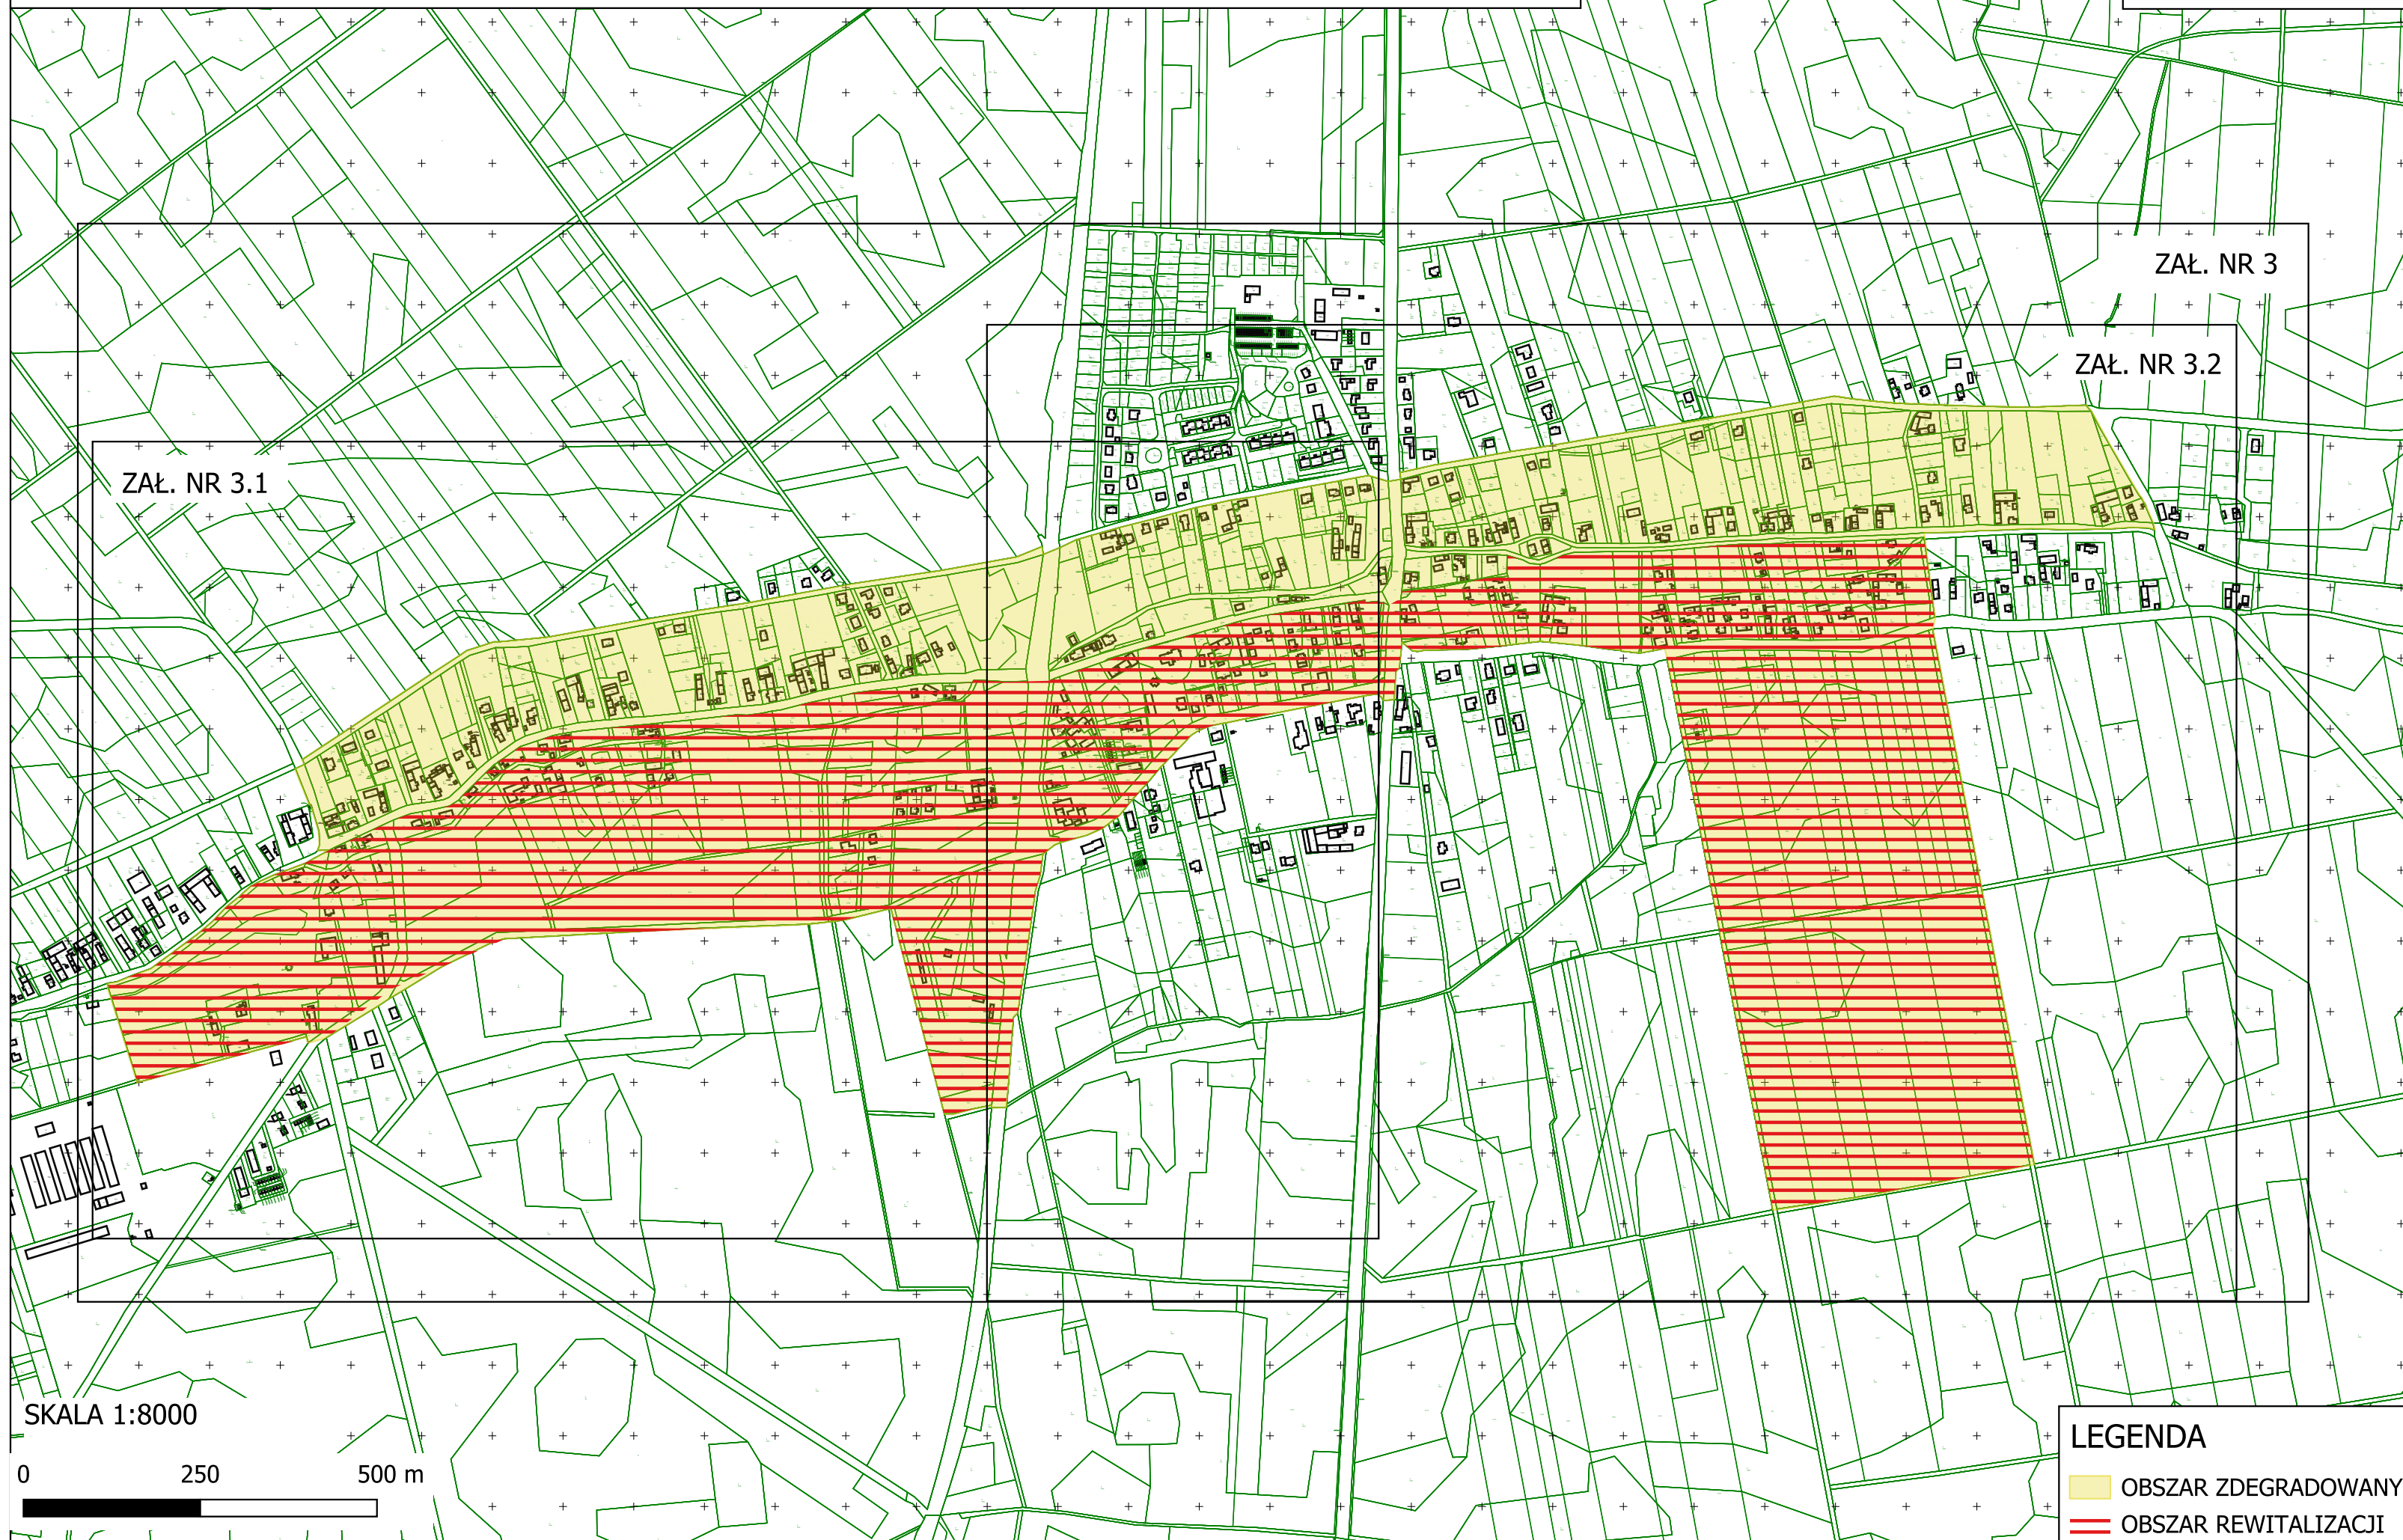 ZAŁ. NR 3
ZAŁ. NR 3.2
ZAŁ. NR 3.1
SKALA 1:8000
0 250 500 m
LEGENDA
OBSZAR ZDEGRADOWANY
OBSZAR REWITALIZACJI